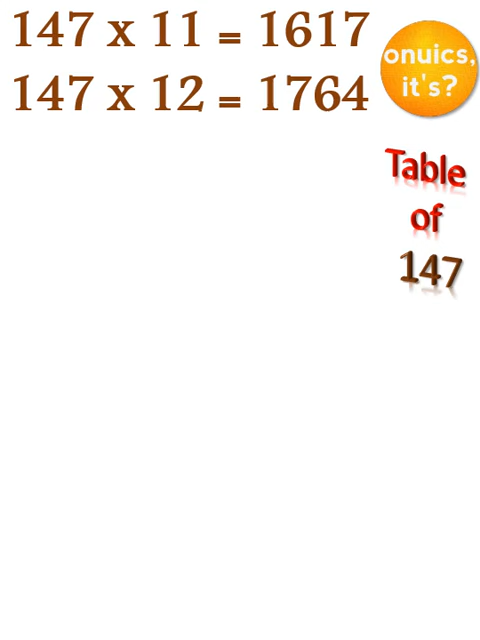 147 x 11 = 1617
147 x 12 = 1764
onuics,
it's?
Table
of
147